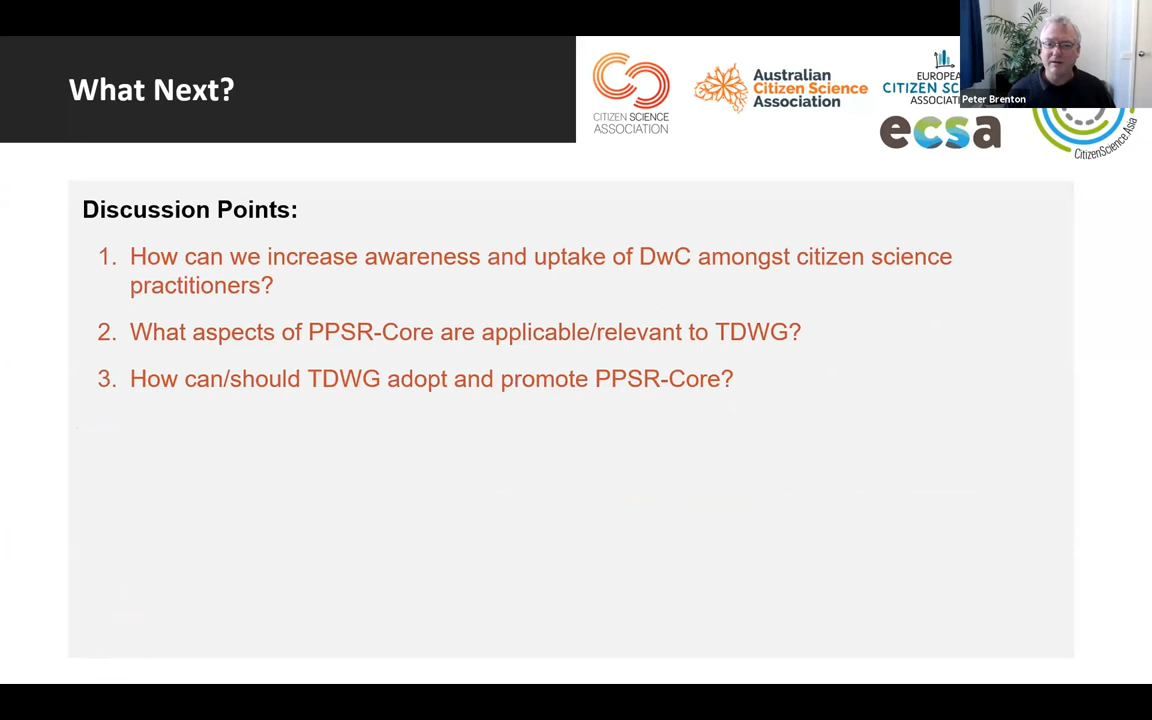 What Next?
CITIZEN SCIENCE
ASSOCIATION
Australian
Citizen Science
Association
EUROPEAN
CITIZEN
ecsa
CitizenScience.Asia
Peter Brenton
Discussion Points:
1. How can we increase awareness and uptake of DwC amongst citizen science
practitioners?
2. What aspects of PPSR-Core are applicable/relevant to TDWG?
3. How can/should TDWG adopt and promote PPSR-Core?